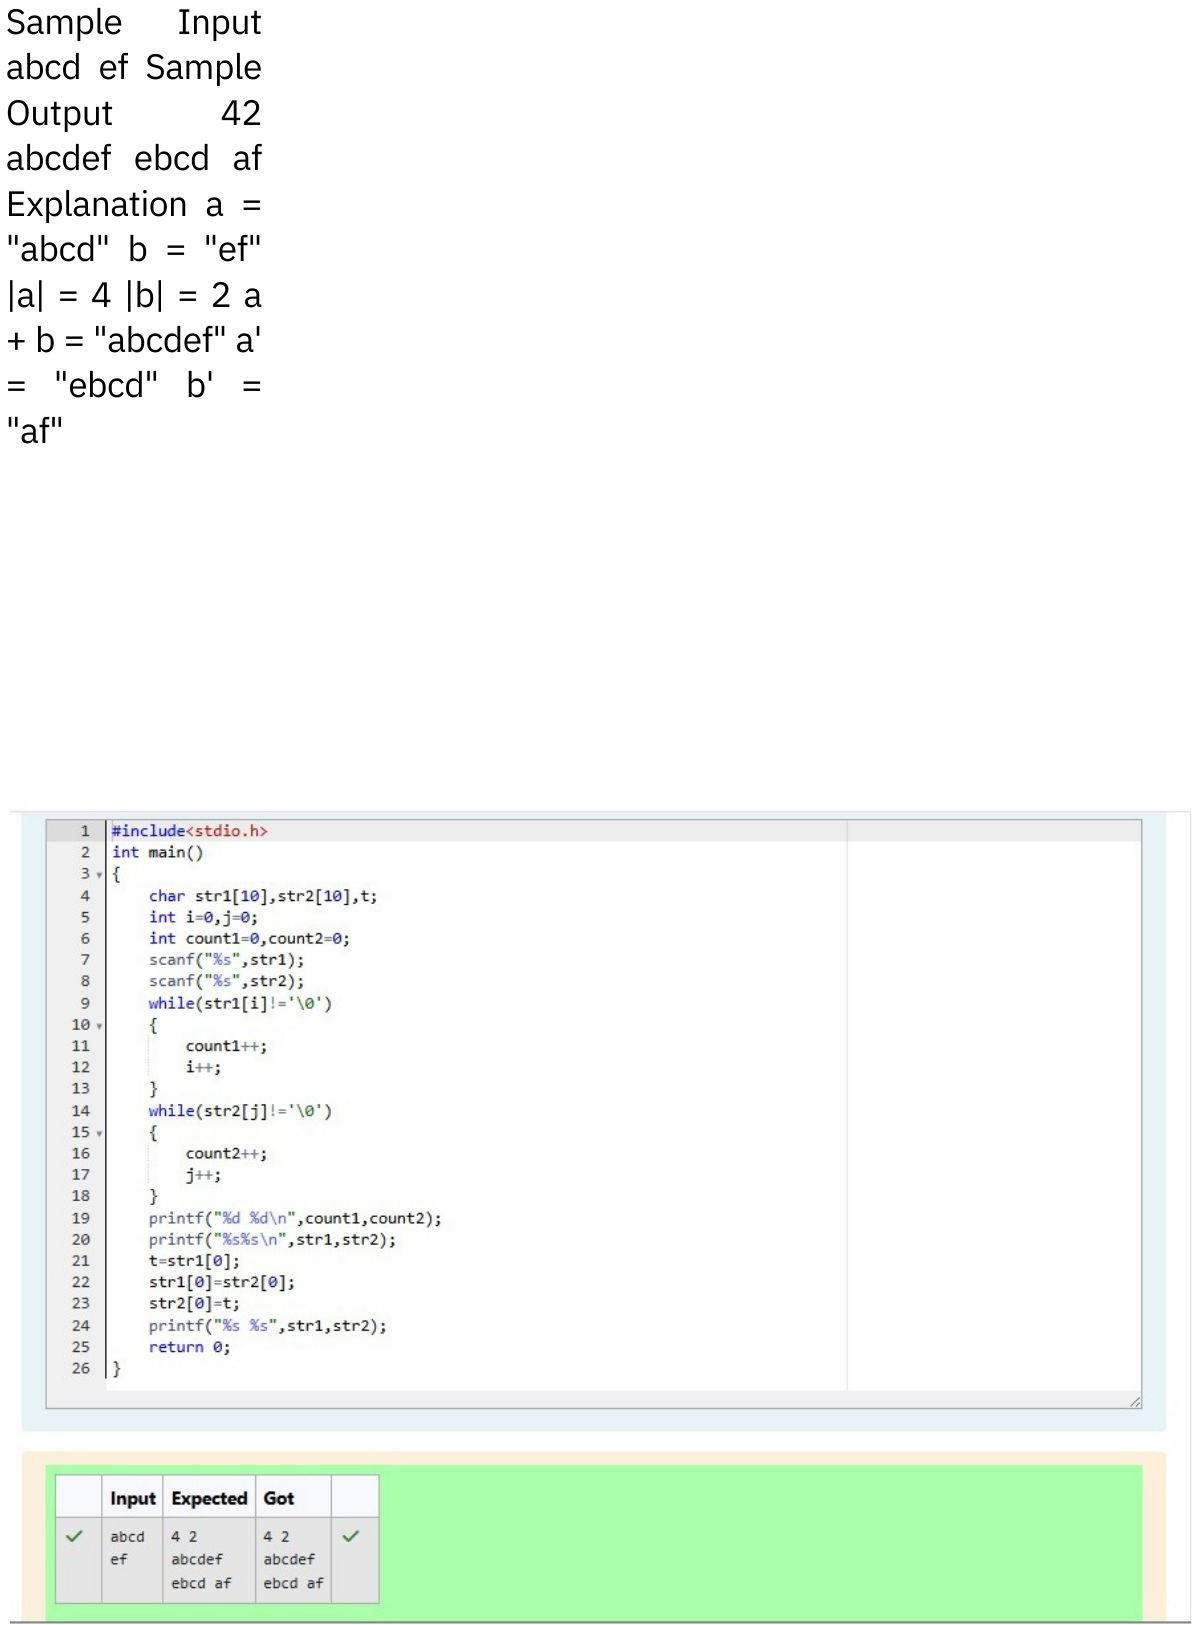 Sample Input
abcd ef Sample
Output 42
abcdef ebcd af
Explanation a =
"abcd" b = "ef"
|a| = 4 |b| = 2 a
+ b = "abcdef" a'
= "ebcd" b' =
"af"
1 #include<stdio.h>
2 int main()
3 {
4     char str1[10],str2[10],t;
5     int i=0,j=0;
6     int count1=0,count2=0;
7     scanf("%s",str1);
8     scanf("%s",str2);
9     while(str1[i]!='\0')
10     {
11         count1++;
12         i++;
13     }
14     while(str2[j]!='\0')
15     {
16         count2++;
17         j++;
18     }
19     printf("%d %d\n",count1,count2);
20     printf("%s%s\n",str1,str2);
21     t=str1[0];
22     str1[0]=str2[0];
23     str2[0]=t;
24     printf("%s %s",str1,str2);
25     return 0;
26 }
Input Expected Got
abcd 4 2 4 2
ef abcdef abcdef
ebcd af ebcd af